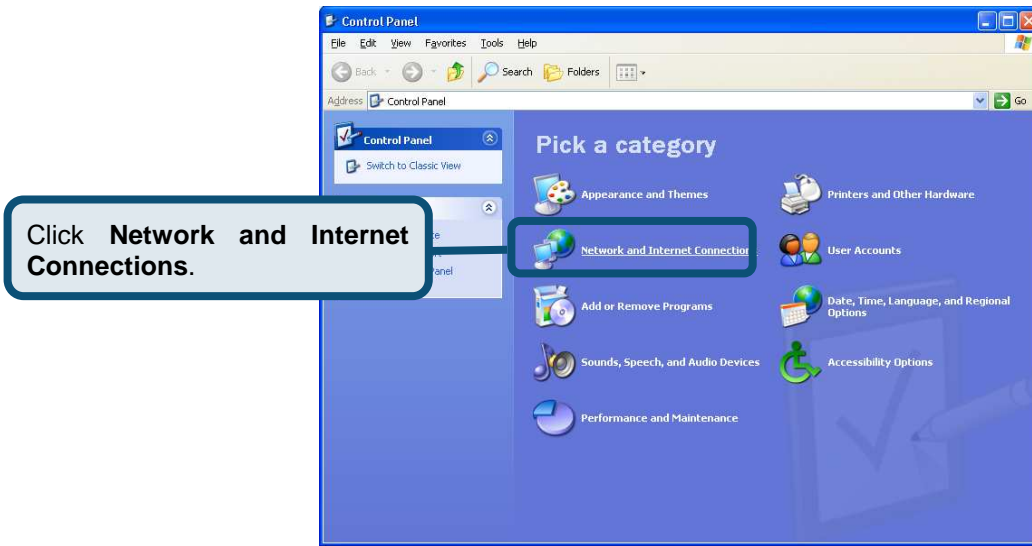 Control Panel
File Edit View Favorites Tools Help
Back Search Folders
Address Control Panel Go
Control Panel
Switch to Classic View
Pick a category
Appearance and Themes
Printers and Other Hardware
Click Network and Internet
Connections.
Network and Internet Connection
User Accounts
Add or Remove Programs
Date, Time, Language, and Regional
Options
Sounds, Speech, and Audio Devices
Accessibility Options
Performance and Maintenance